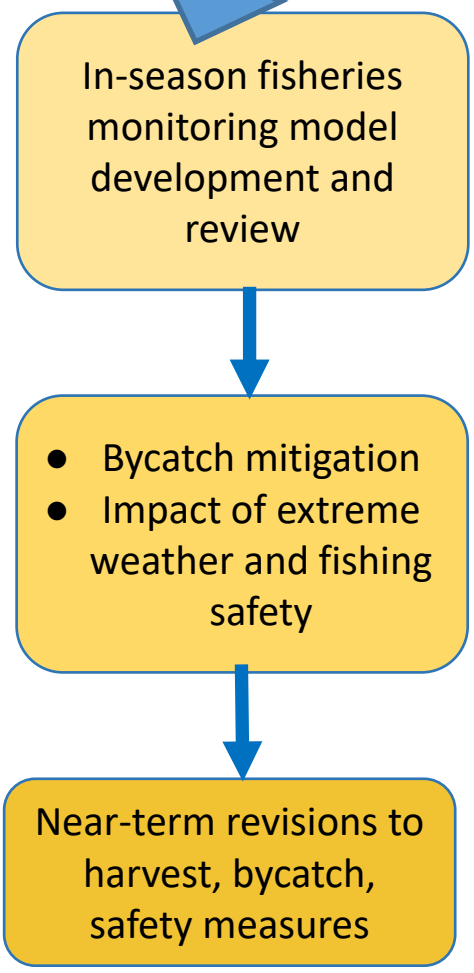 In-season fisheries
monitoring model
development and
review
● Bycatch mitigation
● Impact of extreme
weather and fishing
safety
Near-term revisions to
harvest, bycatch,
safety measures